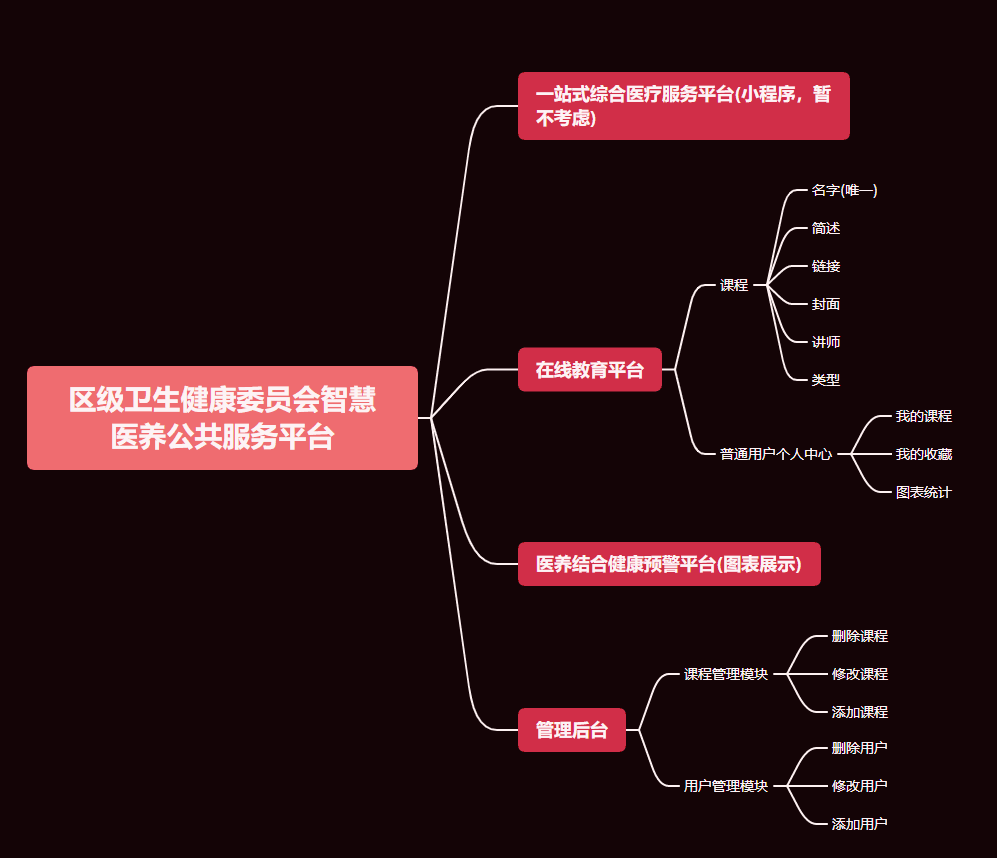 区级卫生健康委员会智慧
医养公共服务平台
一站式综合医疗服务平台(小程序，暂
不考虑)
在线教育平台
课程
名字(唯一)
简述
链接
封面
讲师
类型
普通用户个人中心
我的课程
我的收藏
图表统计
医养结合健康预警平台(图表展示)
管理后台
课程管理模块
删除课程
修改课程
添加课程
用户管理模块
删除用户
修改用户
添加用户